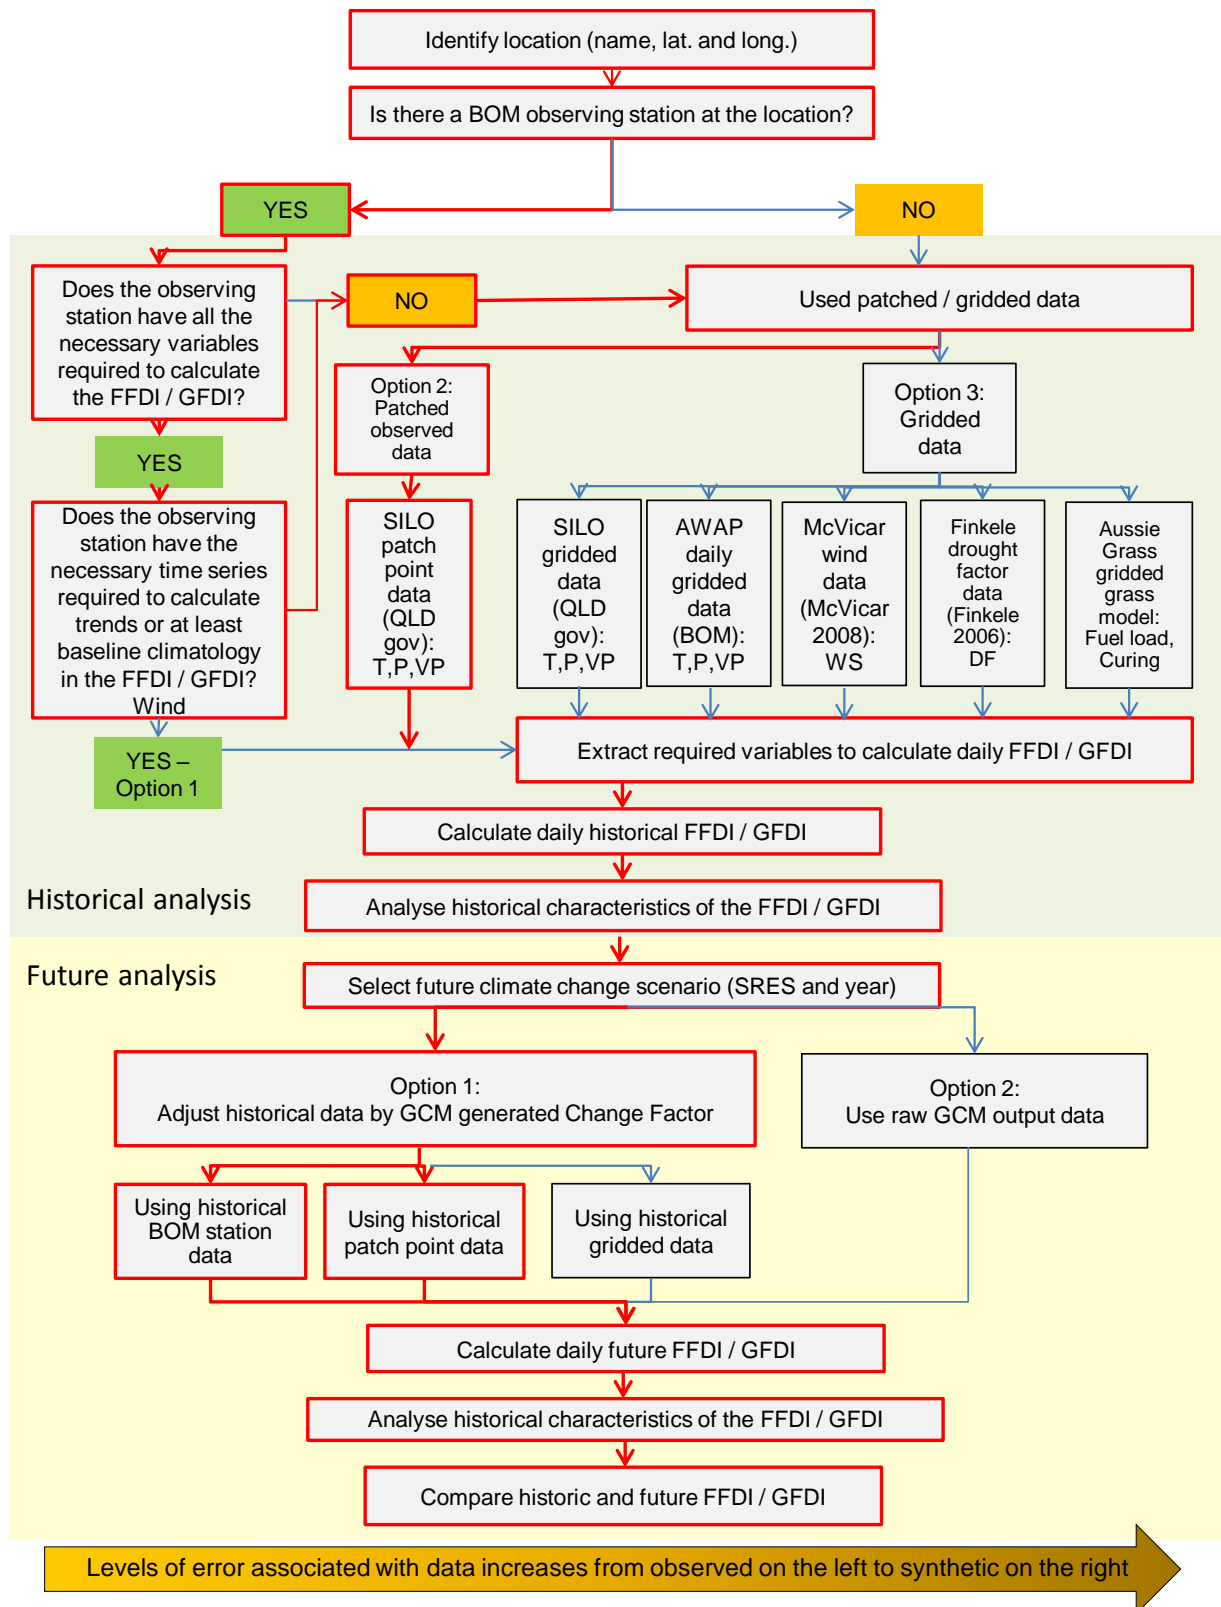 Identify location (name, lat. and long.)
Is there a BOM observing station at the location?
YES
NO
Does the observing
station have all the
necessary variables
required to calculate
the FFDI / GFDI?
NO
Used patched / gridded data
YES
Option 2:
Patched
observed
data
Option 3:
Gridded
data
Does the observing
station have the
necessary time series
required to calculate
trends or at least
baseline climatology
in the FFDI / GFDI?
Wind
SILO
patch
point
data
(QLD
gov):
T,P,VP
SILO
gridded
data
(QLD
gov):
T,P,VP
AWAP
daily
gridded
data
(BOM):
T,P,VP
McVicar
wind
data
(McVicar
2008):
WS
Finkele
drought
factor
data
(Finkele
2006):
DF
Aussie
Grass
gridded
grass
model:
Fuel load,
Curing
YES –
Option 1
Extract required variables to calculate daily FFDI / GFDI
Calculate daily historical FFDI / GFDI
Historical analysis
Analyse historical characteristics of the FFDI / GFDI
Future analysis
Select future climate change scenario (SRES and year)
Option 1:
Adjust historical data by GCM generated Change Factor
Option 2:
Use raw GCM output data
Using historical
BOM station
data
Using historical
patch point data
Using historical
gridded data
Calculate daily future FFDI / GFDI
Analyse historical characteristics of the FFDI / GFDI
Compare historic and future FFDI / GFDI
Levels of error associated with data increases from observed on the left to synthetic on the right